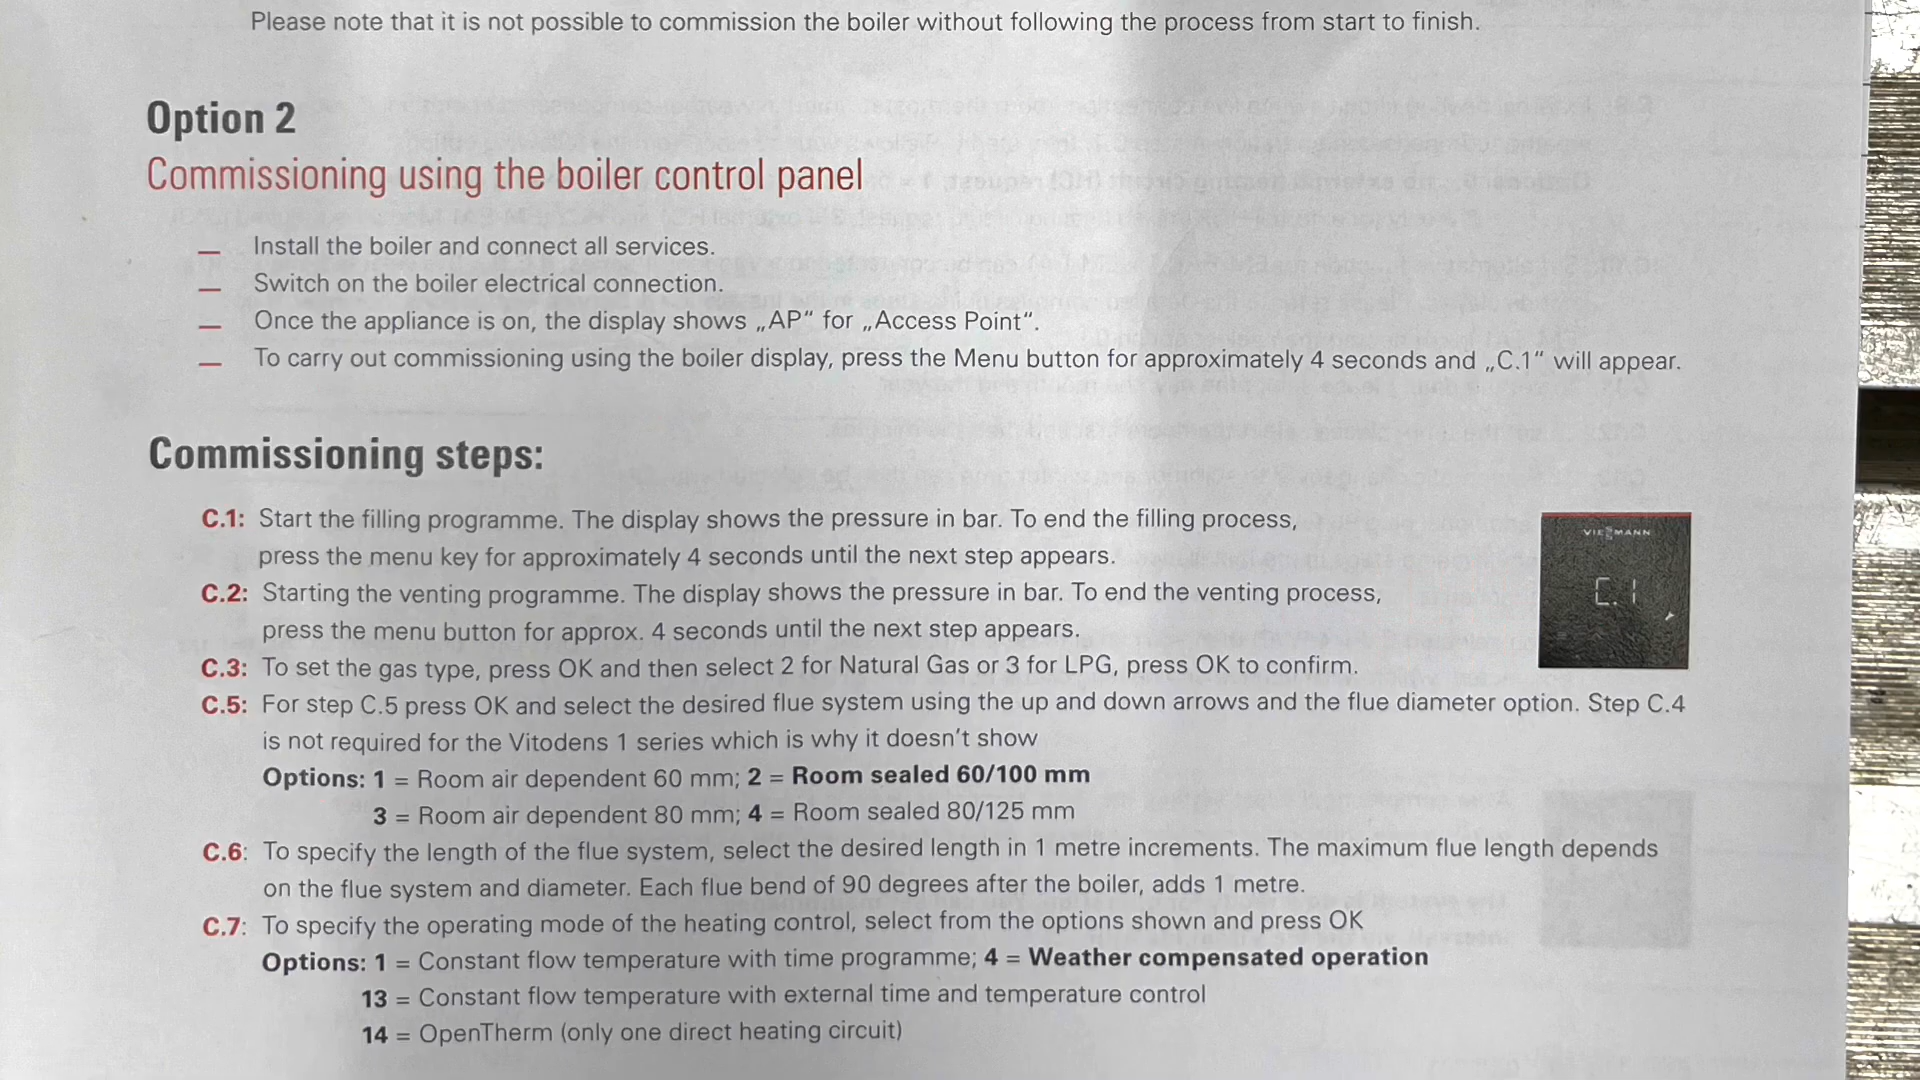 Please note that it is not possible to commission the boiler without following the process from start to finish.
Option 2
Commissioning using the boiler control panel
— Install the boiler and connect all services.
— Switch on the boiler electrical connection.
— Once the appliance is on, the display shows „AP“ for „Access Point“.
— To carry out commissioning using the boiler display, press the Menu button for approximately 4 seconds and „C.1“ will appear.
Commissioning steps:
C.1: Start the filling programme. The display shows the pressure in bar. To end the filling process,
press the menu key for approximately 4 seconds until the next step appears.
C.2: Starting the venting programme. The display shows the pressure in bar. To end the venting process,
press the menu button for approx. 4 seconds until the next step appears.
C.3: To set the gas type, press OK and then select 2 for Natural Gas or 3 for LPG, press OK to confirm.
VIESMANN
C.1
C.5: For step C.5 press OK and select the desired flue system using the up and down arrows and the flue diameter option. Step C.4
is not required for the Vitodens 1 series which is why it doesn't show
Options: 1 = Room air dependent 60 mm; 2 = Room sealed 60/100 mm
3 = Room air dependent 80 mm; 4 = Room sealed 80/125 mm
C.6: To specify the length of the flue system, select the desired length in 1 metre increments. The maximum flue length depends
on the flue system and diameter. Each flue bend of 90 degrees after the boiler, adds 1 metre.
C.7: To specify the operating mode of the heating control, select from the options shown and press OK
Options: 1 = Constant flow temperature with time programme; 4 = Weather compensated operation
13 = Constant flow temperature with external time and temperature control
14 = OpenTherm (only one direct heating circuit)